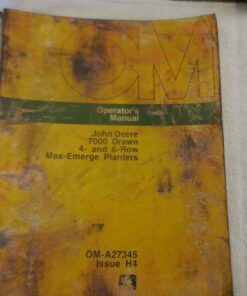 OM
Operator's
Manual
John Deere
7000 Drawn
4- and 6-Row
Max-Emerge Planters
OM-A27345
Issue H4